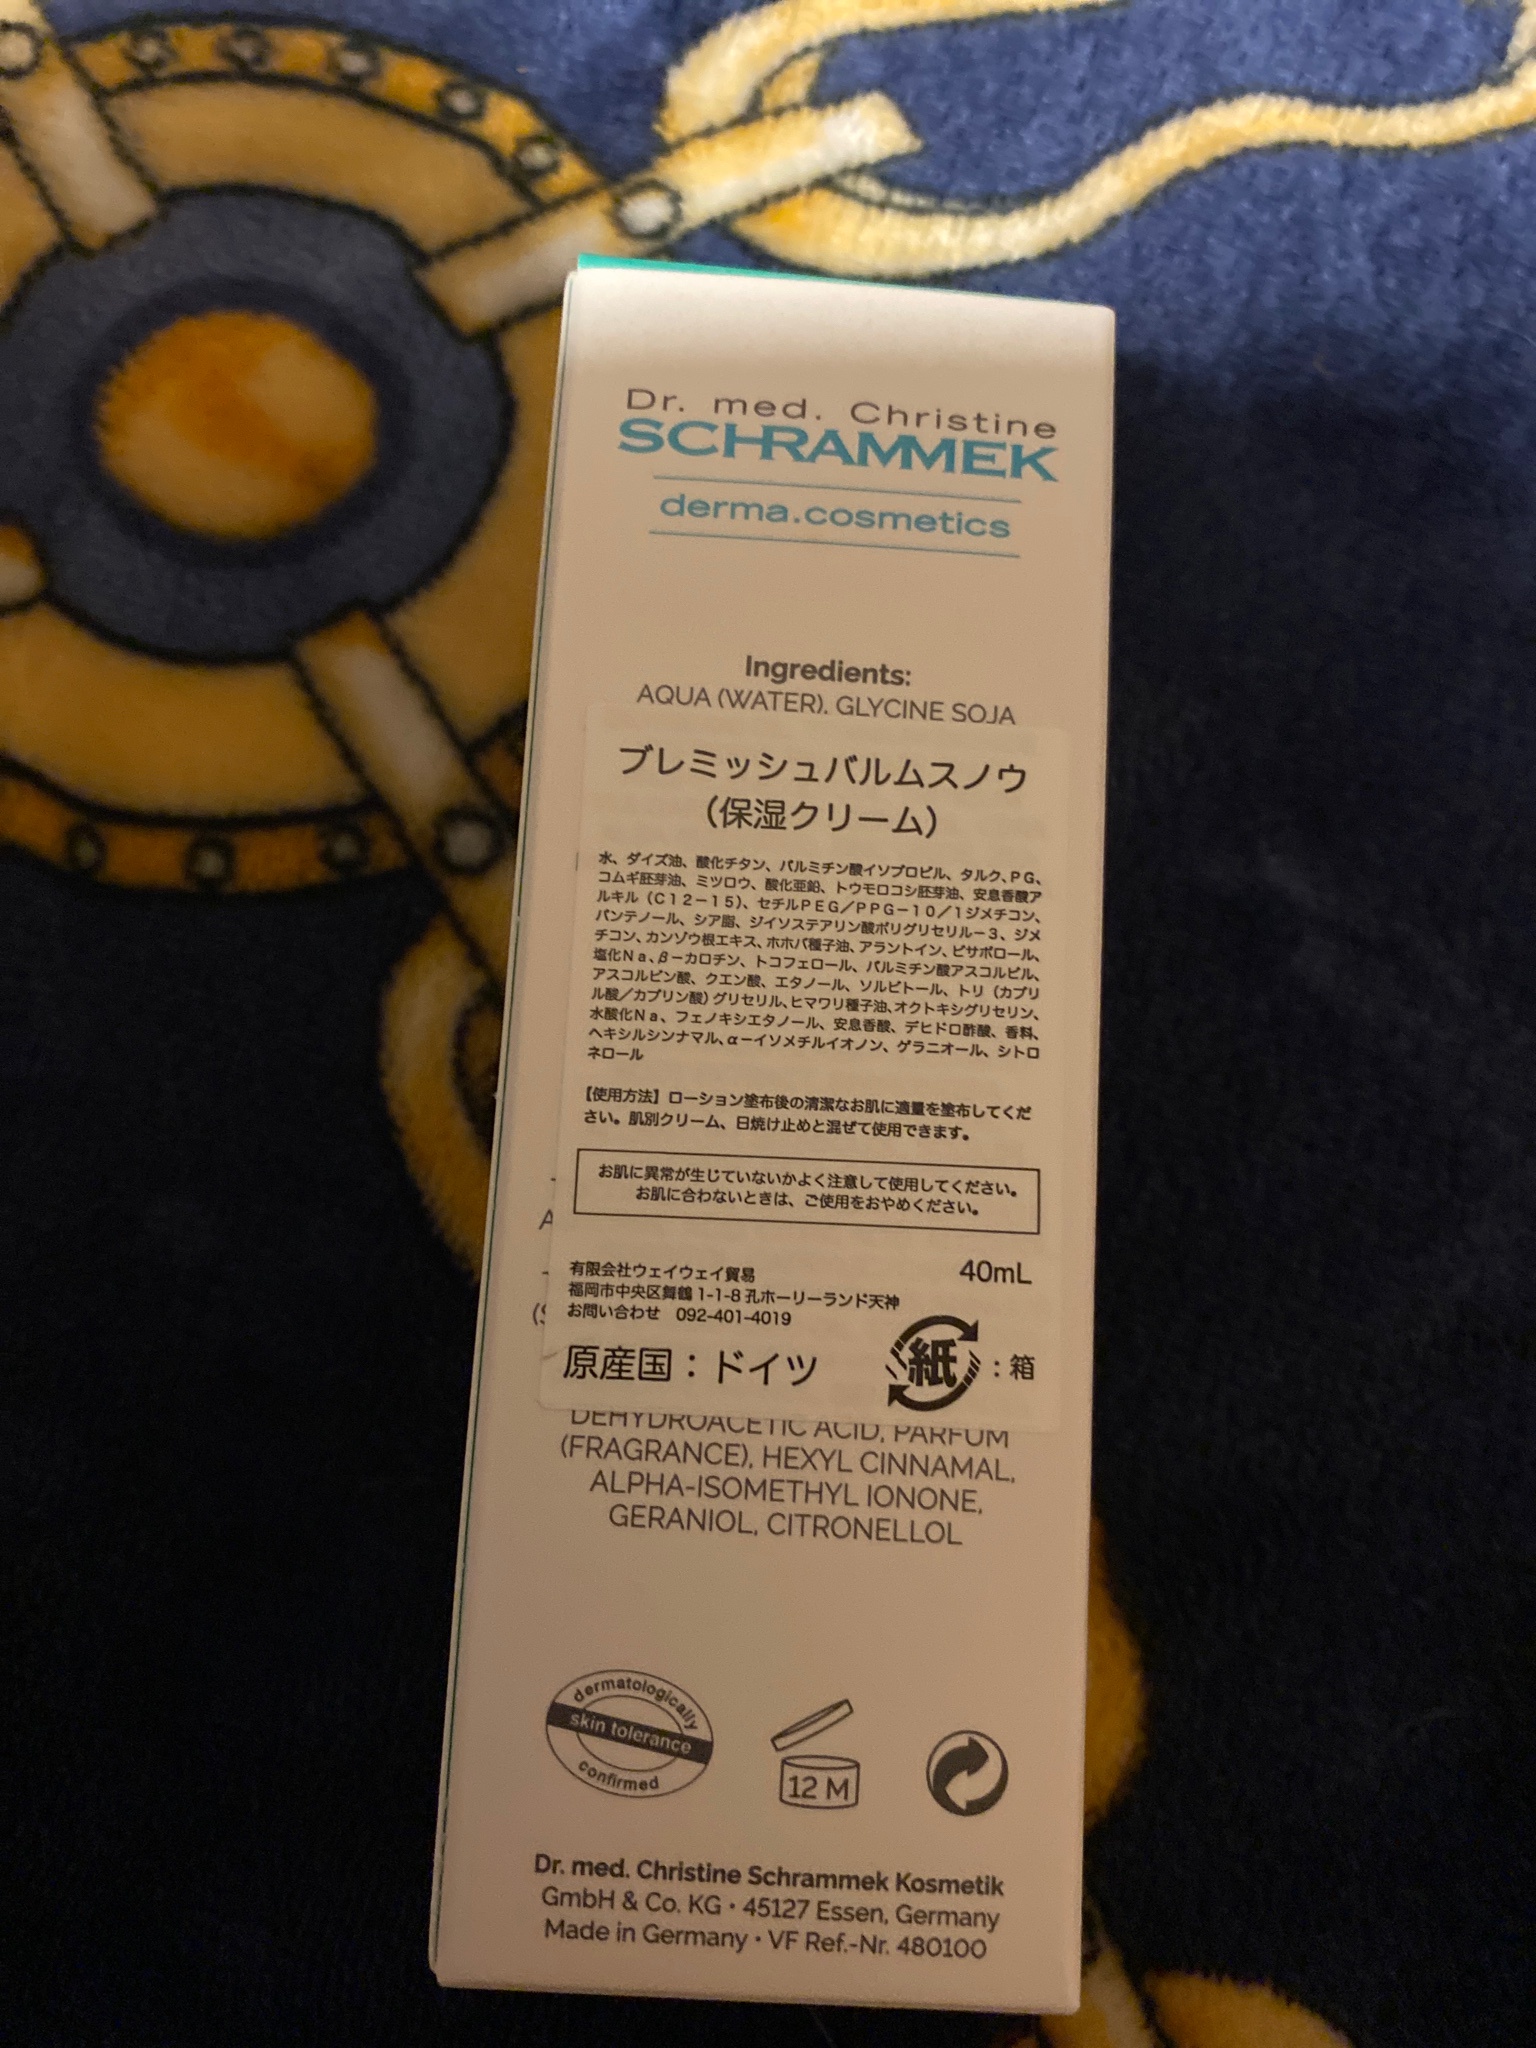 Dr. med. Christine
SCHRAMMEK
derma.cosmetics
Ingredients:
AQUA (WATER), GLYCINE SOJA
ブレミッシュバルムスノウ
（保湿クリーム）
水、ダイズ油、酸化チタン、パルミチン酸イソプロピル、タルク、PG、
コムギ胚芽油、ミツロウ、酸化亜鉛、トウモロコシ胚芽油、安息香酸ア
ルキル（C12－15）、セチルPEG／PPG－10／1ジメチコン、
パンテノール、シア脂、ジイソステアリン酸ポリグリセリル－3、ジメ
チコン、カンゾウ根エキス、ホホバ種子油、アラントイン、ビサボロール、
塩化Na、β－カロチン、トコフェロール、パルミチン酸アスコルビル、
アスコルビン酸、クエン酸、エタノール、ソルビトール、トリ（カプリ
ル酸／カプリン酸）グリセリル、ヒマワリ種子油、オクトキシグリセリン、
水酸化Na、フェノキシエタノール、安息香酸、デヒドロ酢酸、香料、
ヘキシルシンナマル、α－イソメチルイオノン、ゲラニオール、シトロ
ネロール
【使用方法】ローション塗布後の清潔なお肌に適量を塗布してくだ
さい。肌別クリーム、日焼け止めと混ぜて使用できます。
お肌に異常が生じていないかよく注意して使用してください。
お肌に合わないときは、ご使用をおやめください。
40mL
有限会社ウェイウェイ貿易
福岡市中央区舞鶴 1-1-8 孔ホーリーランド天神
お問い合わせ 092-401-4019
原産国：ドイツ
紙：箱
DEHYDROACETIC ACID, PARFUM
(FRAGRANCE), HEXYL CINNAMAL,
ALPHA-ISOMETHYL IONONE,
GERANIOL, CITRONELLOL
dermatologically
skin tolerance
confirmed
12 M
Dr. med. Christine Schrammek Kosmetik
GmbH & Co. KG • 45127 Essen, Germany
Made in Germany • VF Ref.-Nr. 480100